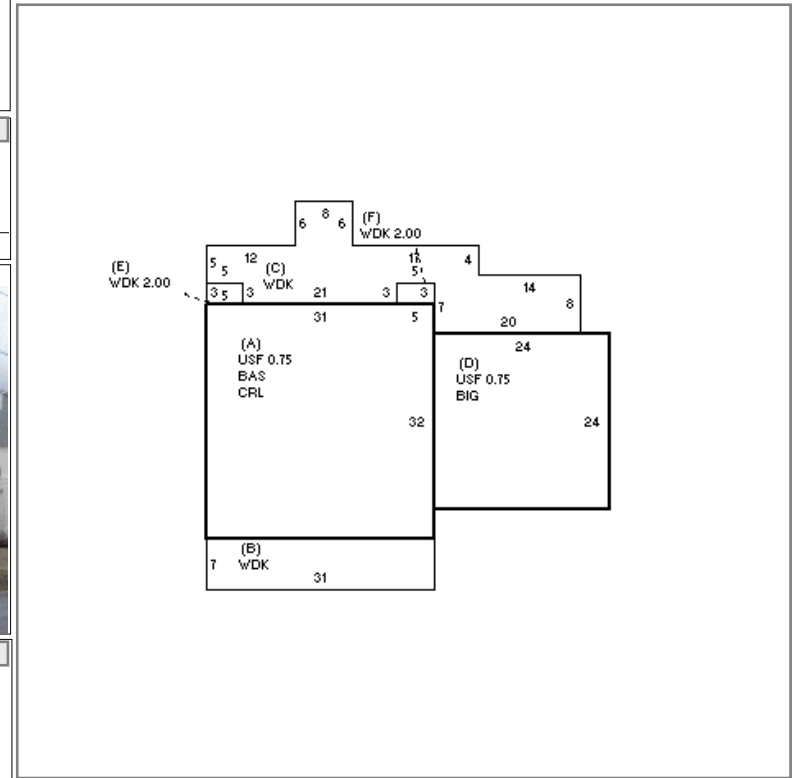 8
6 6
(F)
WDK 2.00
5 12
5
(C)
WDK
5
4
(E)
WDK 2.00
3 5 3 21 3 3
14
8
7
20
31 5
24
(A)
USF 0.75
BAS
CRL
(D)
USF 0.75
BIG
32
24
(B)
7 WDK
31